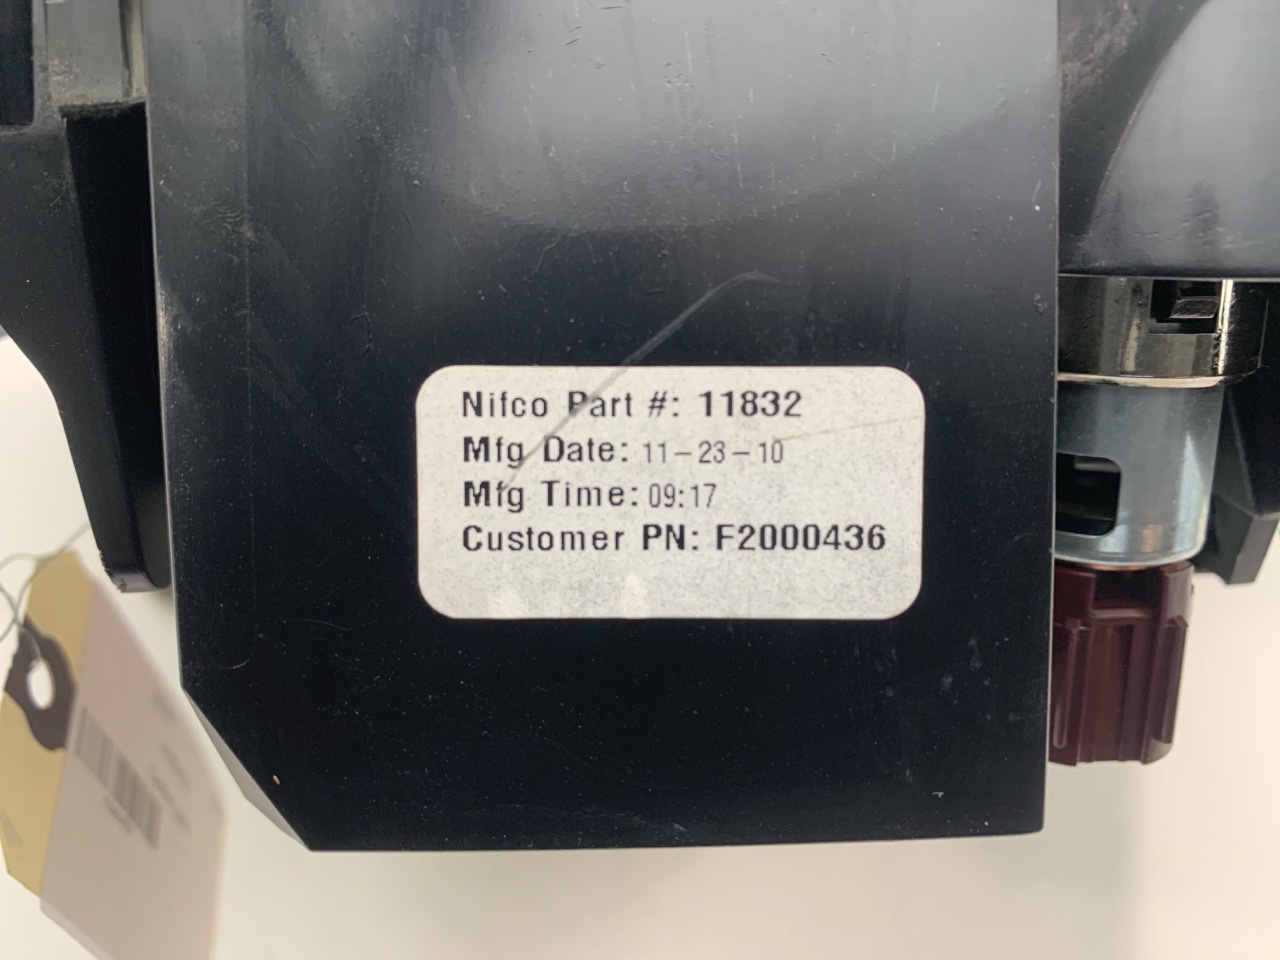 Nifco Part #: 11832
Mfg Date: 11-23-10
Mfg Time: 09:17
Customer PN: F2000436